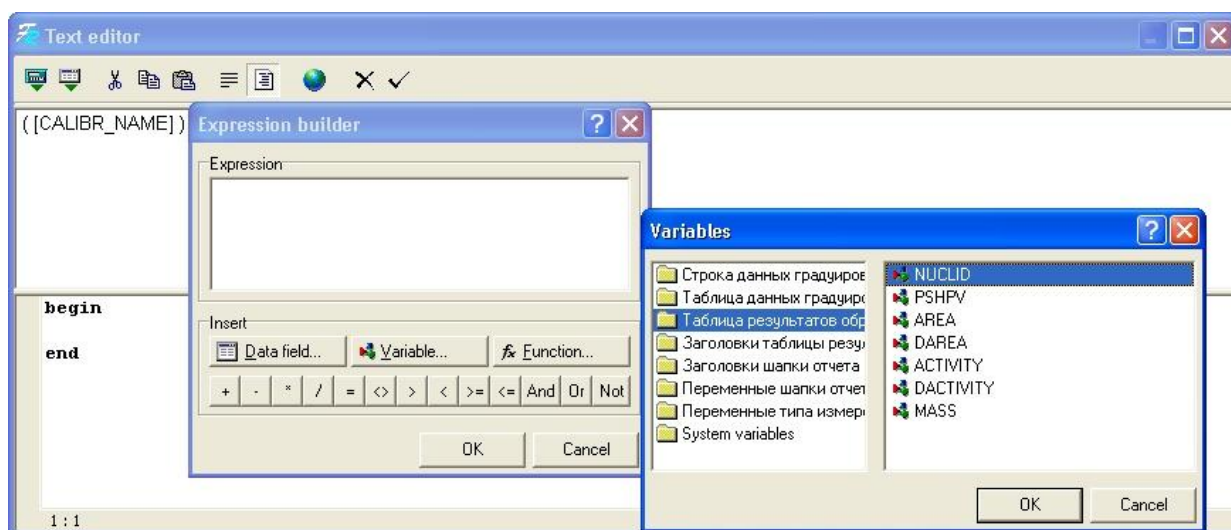 Text editor
( [CALIBR_NAME] )
begin
end
1 : 1
Expression builder
Expression
Insert
Data field...
Variable...
fx Function...
+ - * / = <> > < >= <= And Or Not
OK Cancel
Variables
Строка данных градуиров
Таблица данных градуиро
Таблица результатов обр
Заголовки таблицы резу
Заголовки шапки отчета
Переменные шапки отчет
Переменные типа измер
System variables
NUCLID
PSHPV
AREA
DAREA
ACTIVITY
DACTIVITY
MASS
OK Cancel